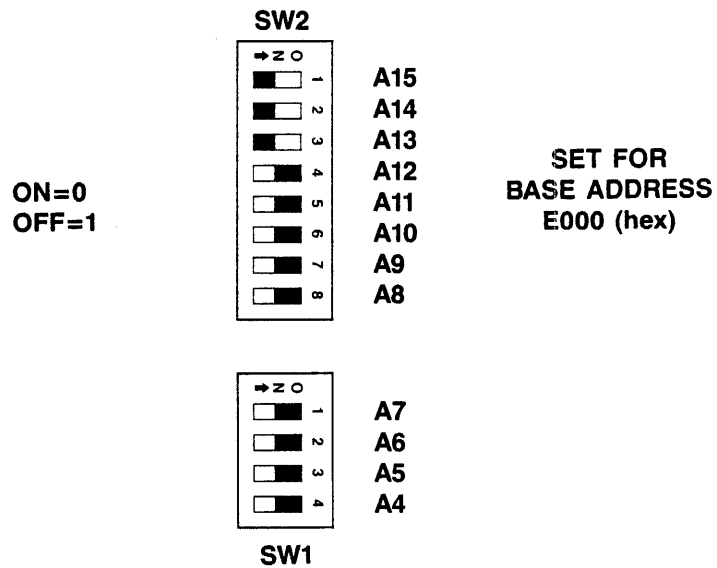 SW2
ON→
1 A15
2 A14
3 A13
4 A12
5 A11
6 A10
7 A9
8 A8
ON=0
OFF=1
SET FOR
BASE ADDRESS
E000 (hex)
ON→
1 A7
2 A6
3 A5
4 A4
SW1